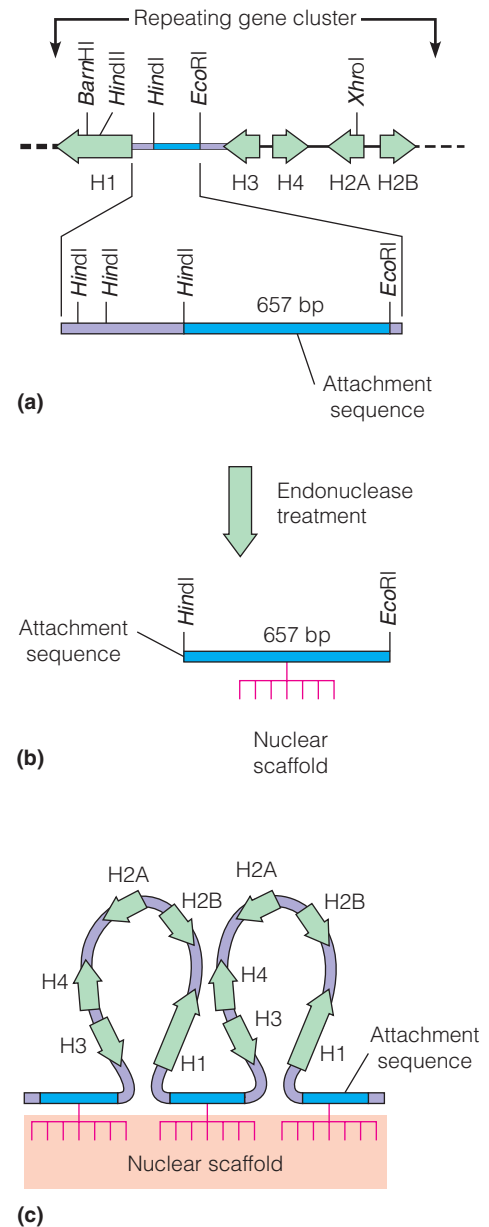 Repeating gene cluster
BamHI
HindII
HindI
EcoRI
XhroI
H1
H3
H4
H2A
H2B
HindI
HindI
HindI
EcoRI
657 bp
Attachment
sequence
(a)
Endonuclease
treatment
HindI
EcoRI
657 bp
Attachment
sequence
Nuclear
scaffold
(b)
H2A
H2B
H4
H3
H1
H2A
H2B
H4
H3
H1
Attachment
sequence
Nuclear scaffold
(c)